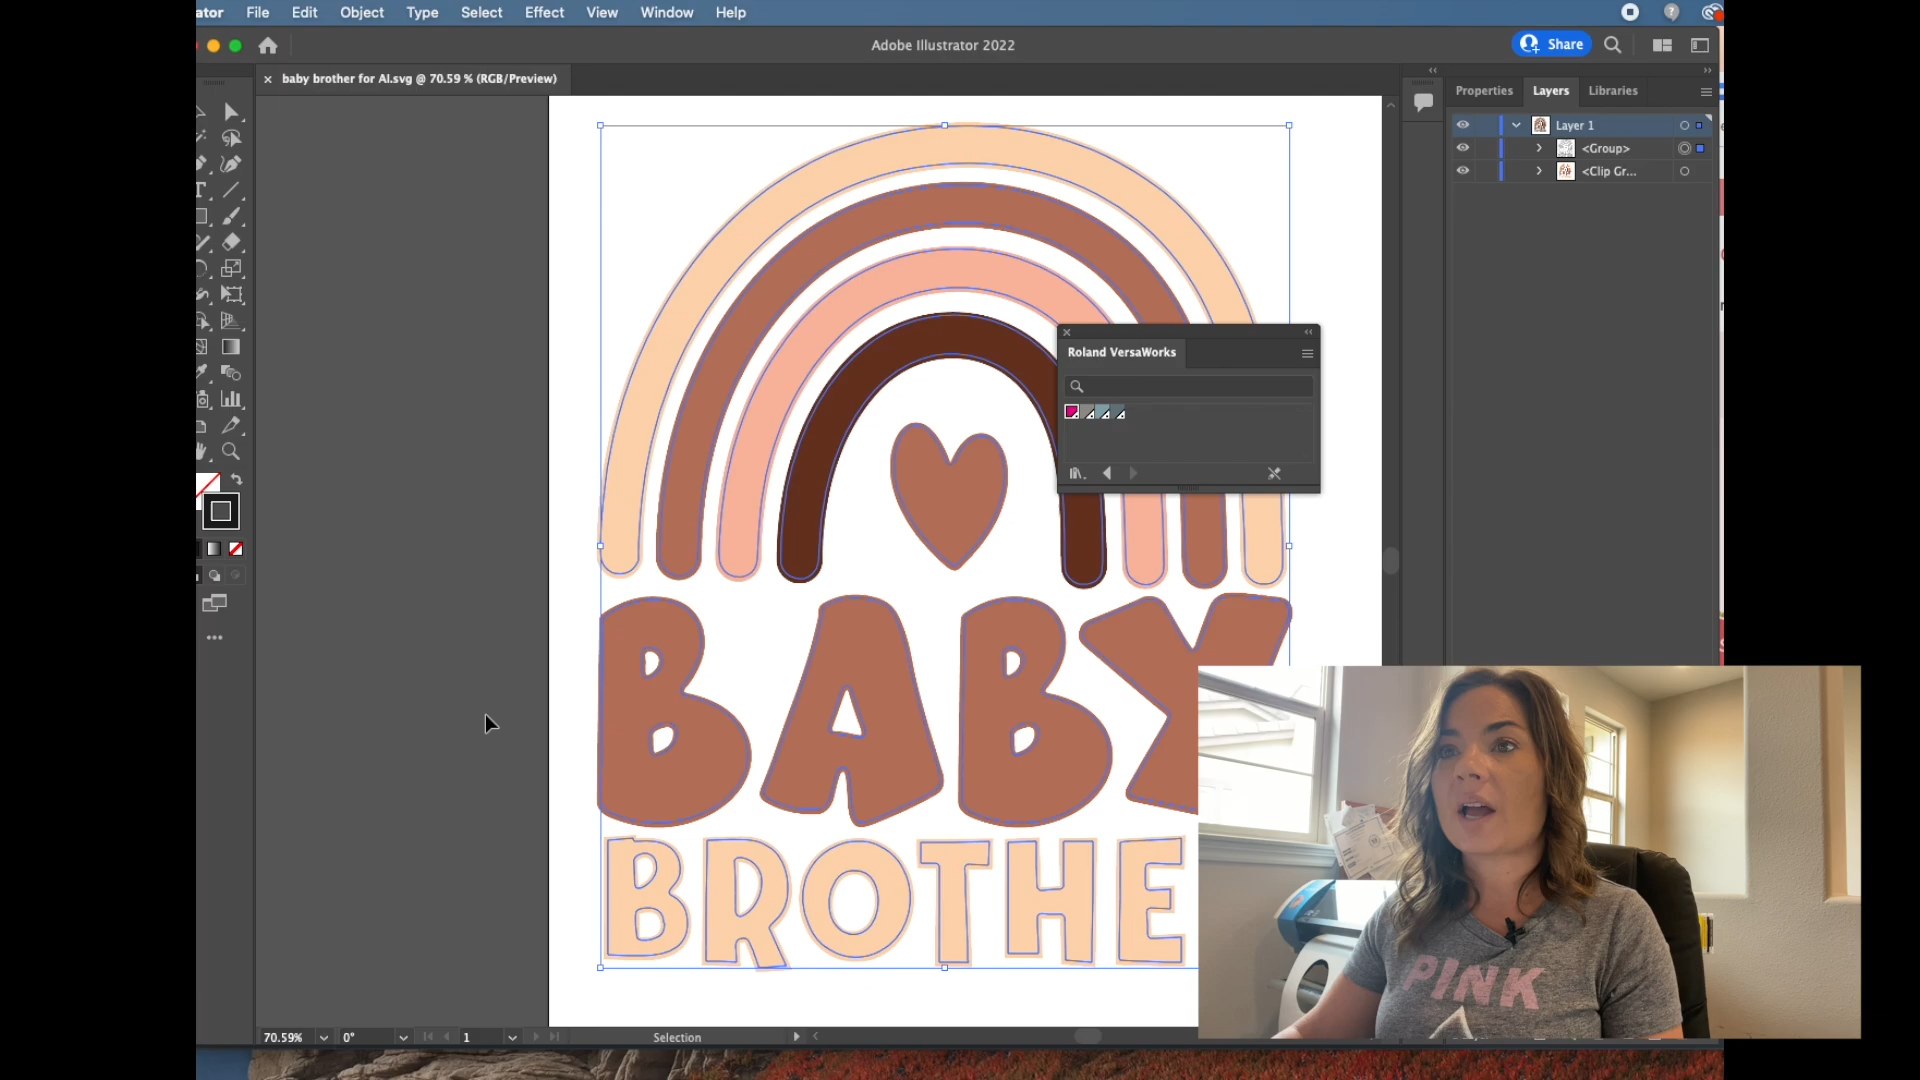 ator File Edit Object Type Select Effect View Window Help
Adobe Illustrator 2022
Share
baby brother for AI.svg @ 70.59 % (RGB/Preview)
Properties Layers Libraries
Layer 1
<Group>
<Clip Gr...
Roland VersaWorks
BABY
BROTHE
PINK
70.59% 0° 1 Selection